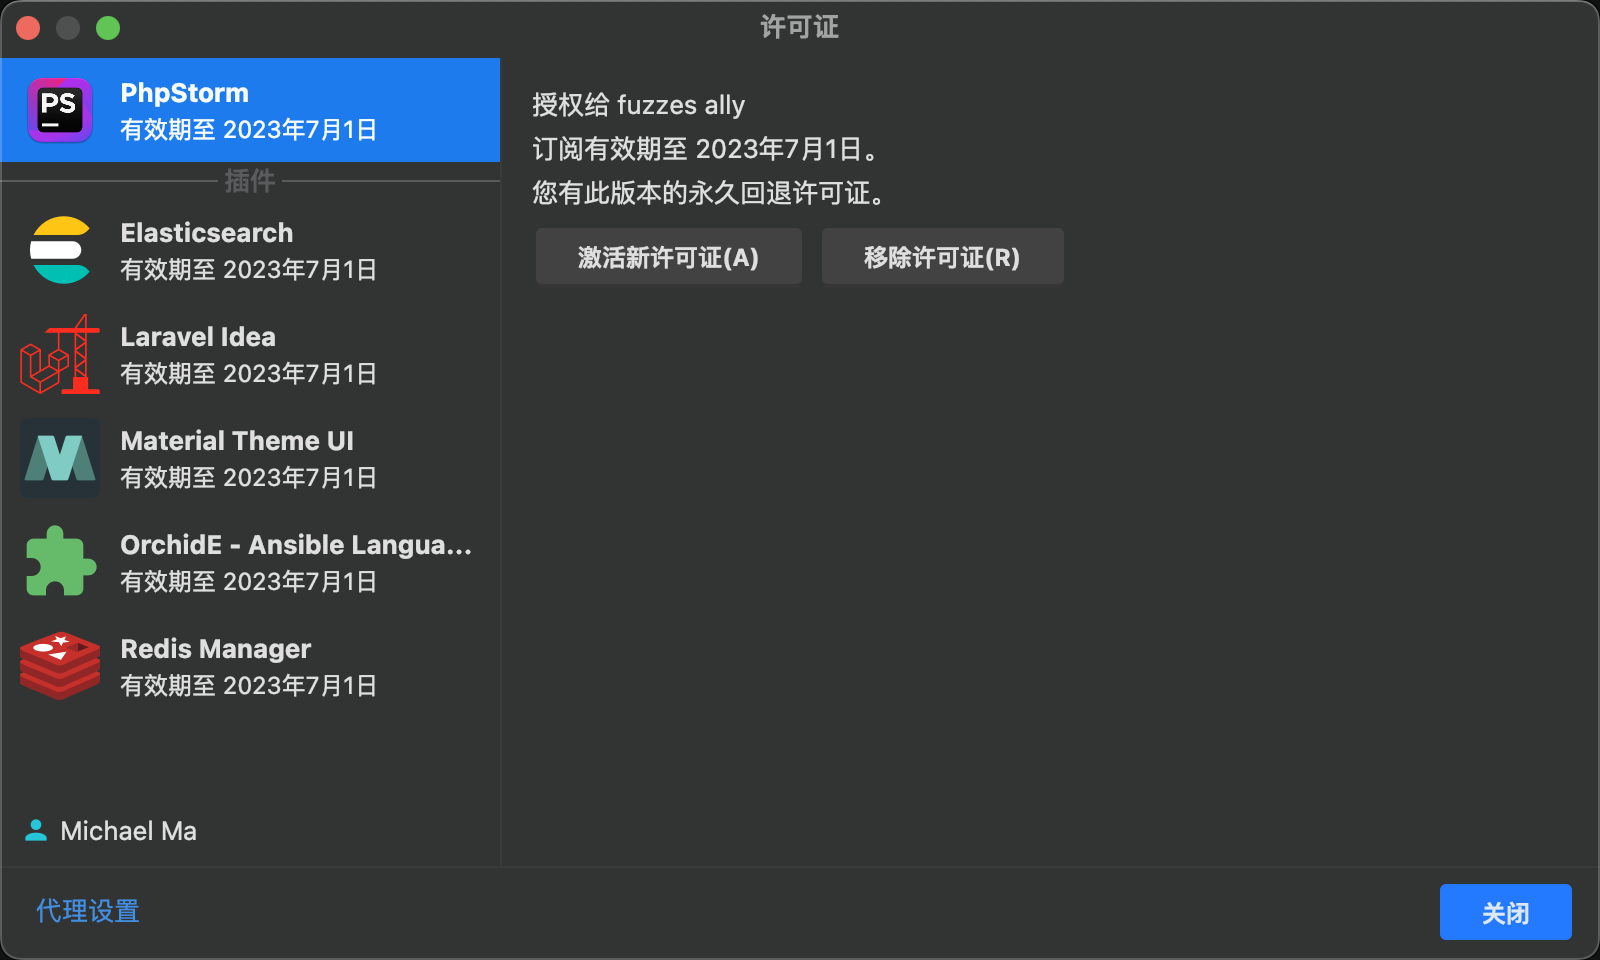 许可证
PS
PhpStorm
有效期至 2023年7月1日
插件
Elasticsearch
有效期至 2023年7月1日
Laravel Idea
有效期至 2023年7月1日
Material Theme UI
有效期至 2023年7月1日
OrchidE - Ansible Langua...
有效期至 2023年7月1日
Redis Manager
有效期至 2023年7月1日
Michael Ma
授权给 fuzzes ally
订阅有效期至 2023年7月1日。
您有此版本的永久回退许可证。
激活新许可证(A)
移除许可证(R)
代理设置
关闭